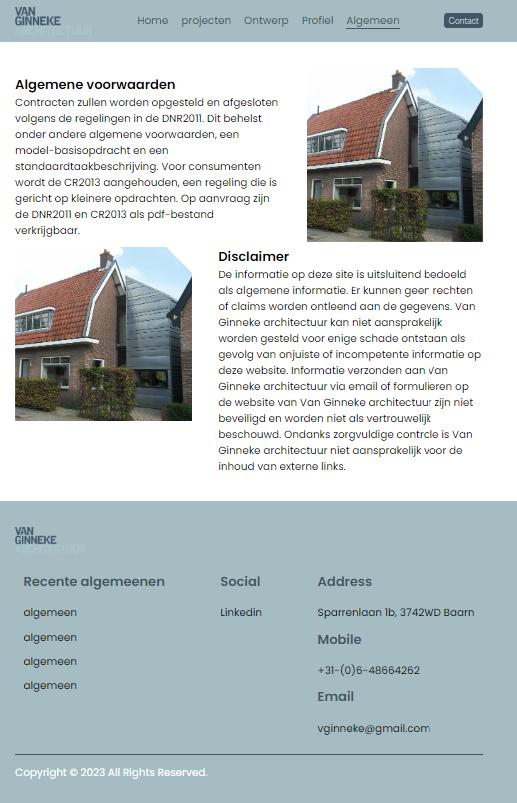 VAN
GINNEKE
ARCHITECTUUR
Home projecten Ontwerp Profiel Algemeen Contact
Algemene voorwaarden
Contracten zullen worden opgesteld en afgesloten
volgens de regelingen in de DNR2011. Dit behelst
onder andere algemene voorwaarden, een
model-basisopdracht en een
standaardtaakbeschrijving. Voor consumenten
wordt de CR2013 aangehouden, een regeling die is
gericht op kleinere opdrachten. Op aanvraag zijn
de DNR2011 en CR2013 als pdf-bestand
verkrijgbaar.
Disclaimer
De informatie op deze site is uitsluitend bedoeld
als algemene informatie. Er kunnen geen rechten
of claims worden ontleend aan de gegevens. Van
Ginneke architectuur kan niet aansprakelijk
worden gesteld voor enige schade ontstaan als
gevolg van onjuiste of incompetente informatie op
deze website. Informatie verzonden aan Van
Ginneke architectuur via email of formulieren op
de website van Van Ginneke architectuur zijn niet
beveiligd en worden niet als vertrouwelijk
beschouwd. Ondanks zorgvuldige controle is Van
Ginneke architectuur niet aansprakelijk voor de
inhoud van externe links.
VAN
GINNEKE
ARCHITECTUUR
Recente algemeenen
algemeen
algemeen
algemeen
algemeen
Social
Linkedin
Address
Sparrenlaan 1b, 3742WD Baarn
Mobile
+31-(0)6-48664262
Email
vginneke@gmail.com
Copyright © 2023 All Rights Reserved.